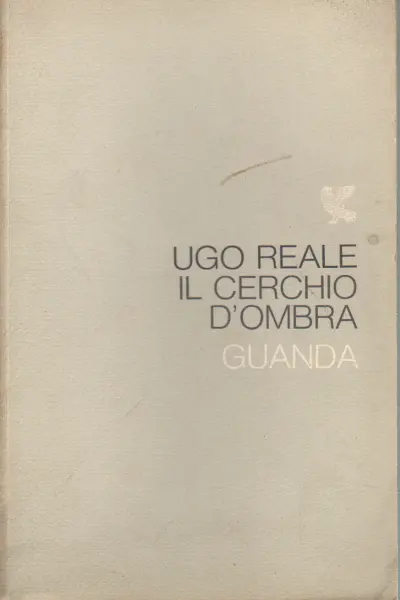 UGO REALE
IL CERCHIO
D'OMBRA
GUANDA